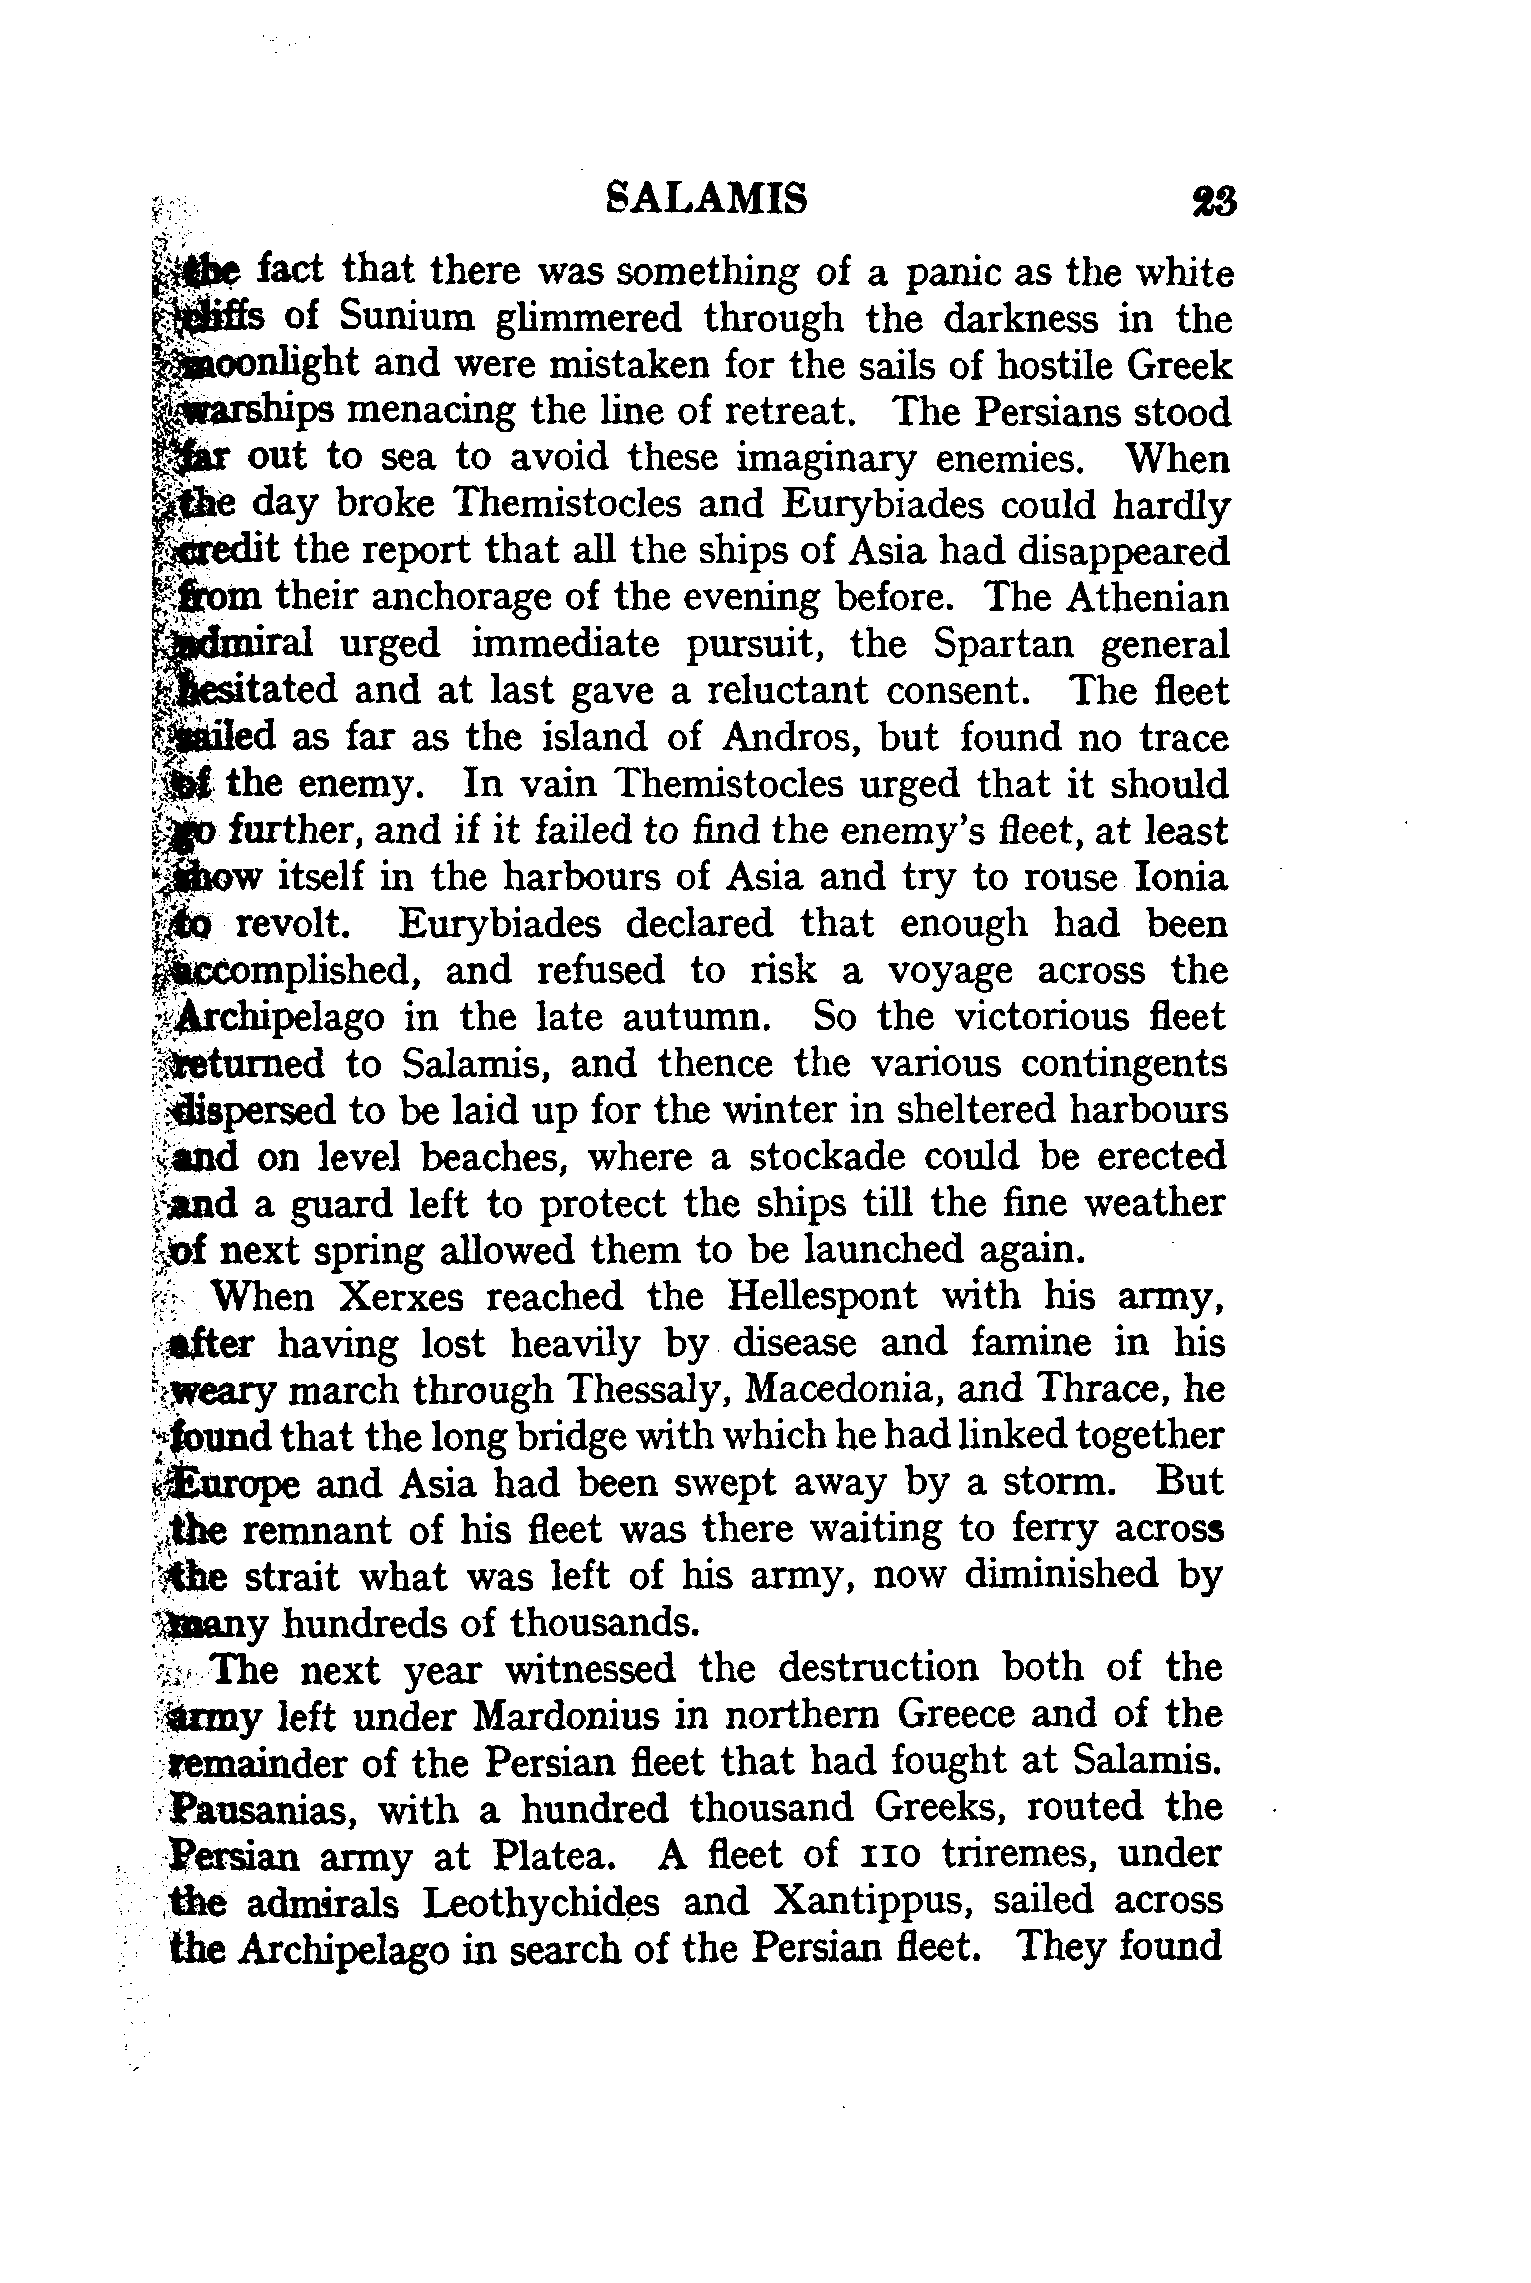 SALAMIS 23
the fact that there was something of a panic as the white
cliffs of Sunium glimmered through the darkness in the
moonlight and were mistaken for the sails of hostile Greek
warships menacing the line of retreat. The Persians stood
far out to sea to avoid these imaginary enemies. When
the day broke Themistocles and Eurybiades could hardly
credit the report that all the ships of Asia had disappeared
from their anchorage of the evening before. The Athenian
admiral urged immediate pursuit, the Spartan general
hesitated and at last gave a reluctant consent. The fleet
sailed as far as the island of Andros, but found no trace
of the enemy. In vain Themistocles urged that it should
go further, and if it failed to find the enemy's fleet, at least
show itself in the harbours of Asia and try to rouse Ionia
to revolt. Eurybiades declared that enough had been
accomplished, and refused to risk a voyage across the
Archipelago in the late autumn. So the victorious fleet
returned to Salamis, and thence the various contingents
dispersed to be laid up for the winter in sheltered harbours
and on level beaches, where a stockade could be erected
and a guard left to protect the ships till the fine weather
of next spring allowed them to be launched again.
When Xerxes reached the Hellespont with his army,
after having lost heavily by disease and famine in his
weary march through Thessaly, Macedonia, and Thrace, he
found that the long bridge with which he had linked together
Europe and Asia had been swept away by a storm. But
the remnant of his fleet was there waiting to ferry across
the strait what was left of his army, now diminished by
many hundreds of thousands.
The next year witnessed the destruction both of the
army left under Mardonius in northern Greece and of the
remainder of the Persian fleet that had fought at Salamis.
Pausanias, with a hundred thousand Greeks, routed the
Persian army at Platea. A fleet of 110 triremes, under
the admirals Leothychides and Xantippus, sailed across
the Archipelago in search of the Persian fleet. They found